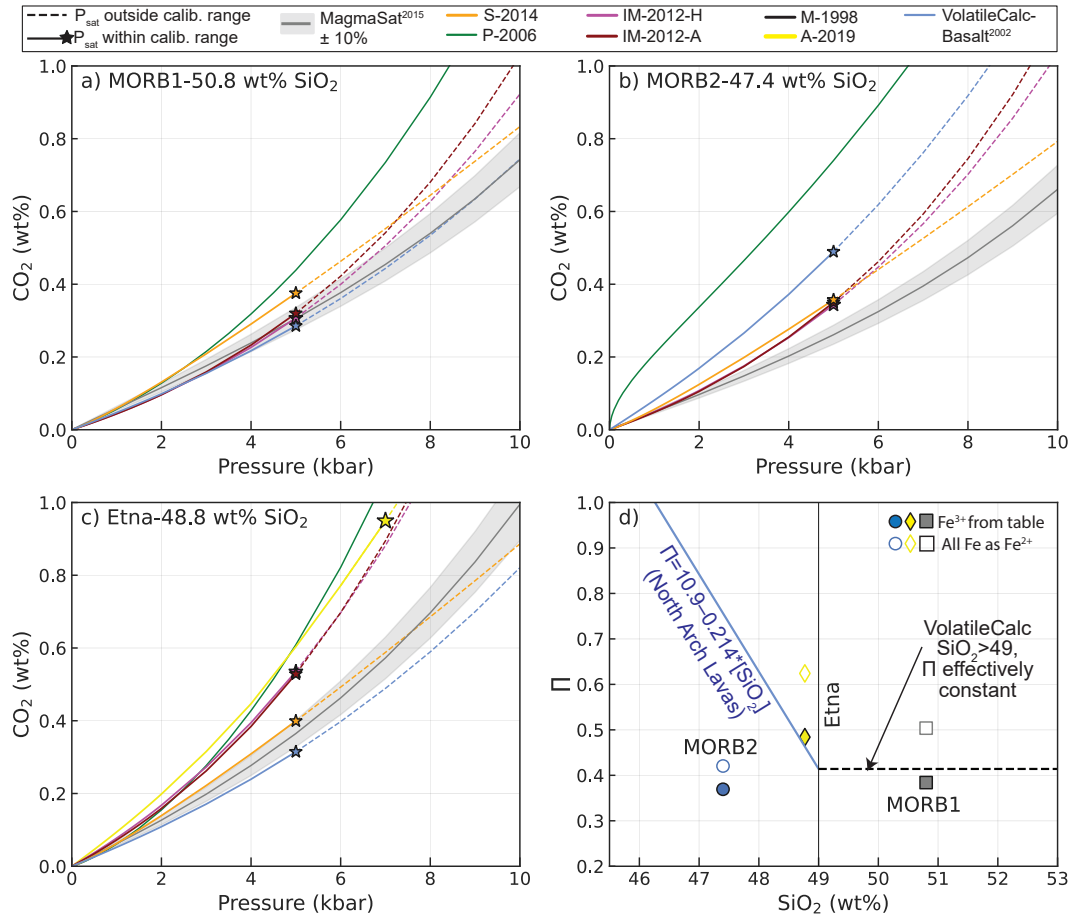 P_sat outside calib. range
P_sat within calib. range
MagmaSat²⁰¹⁵
± 10%
S-2014
P-2006
IM-2012-H
IM-2012-A
M-1998
A-2019
VolatileCalc-
Basalt²⁰⁰²
a) MORB1-50.8 wt% SiO₂
CO₂ (wt%)
1.0
0.8
0.6
0.4
0.2
0.0
0 2 4 6 8 10
Pressure (kbar)
b) MORB2-47.4 wt% SiO₂
CO₂ (wt%)
1.0
0.8
0.6
0.4
0.2
0.0
0 2 4 6 8 10
Pressure (kbar)
c) Etna-48.8 wt% SiO₂
CO₂ (wt%)
1.0
0.8
0.6
0.4
0.2
0.0
0 2 4 6 8 10
Pressure (kbar)
d)
Fe³⁺ from table
All Fe as Fe²⁺
Π=10.9–0.214*[SiO₂]
(North Arch Lavas)
Etna
VolatileCalc
SiO₂>49,
Π effectively
constant
MORB2
MORB1
Π
1.0
0.9
0.8
0.7
0.6
0.5
0.4
0.3
0.2
46 47 48 49 50 51 52 53
SiO₂ (wt%)